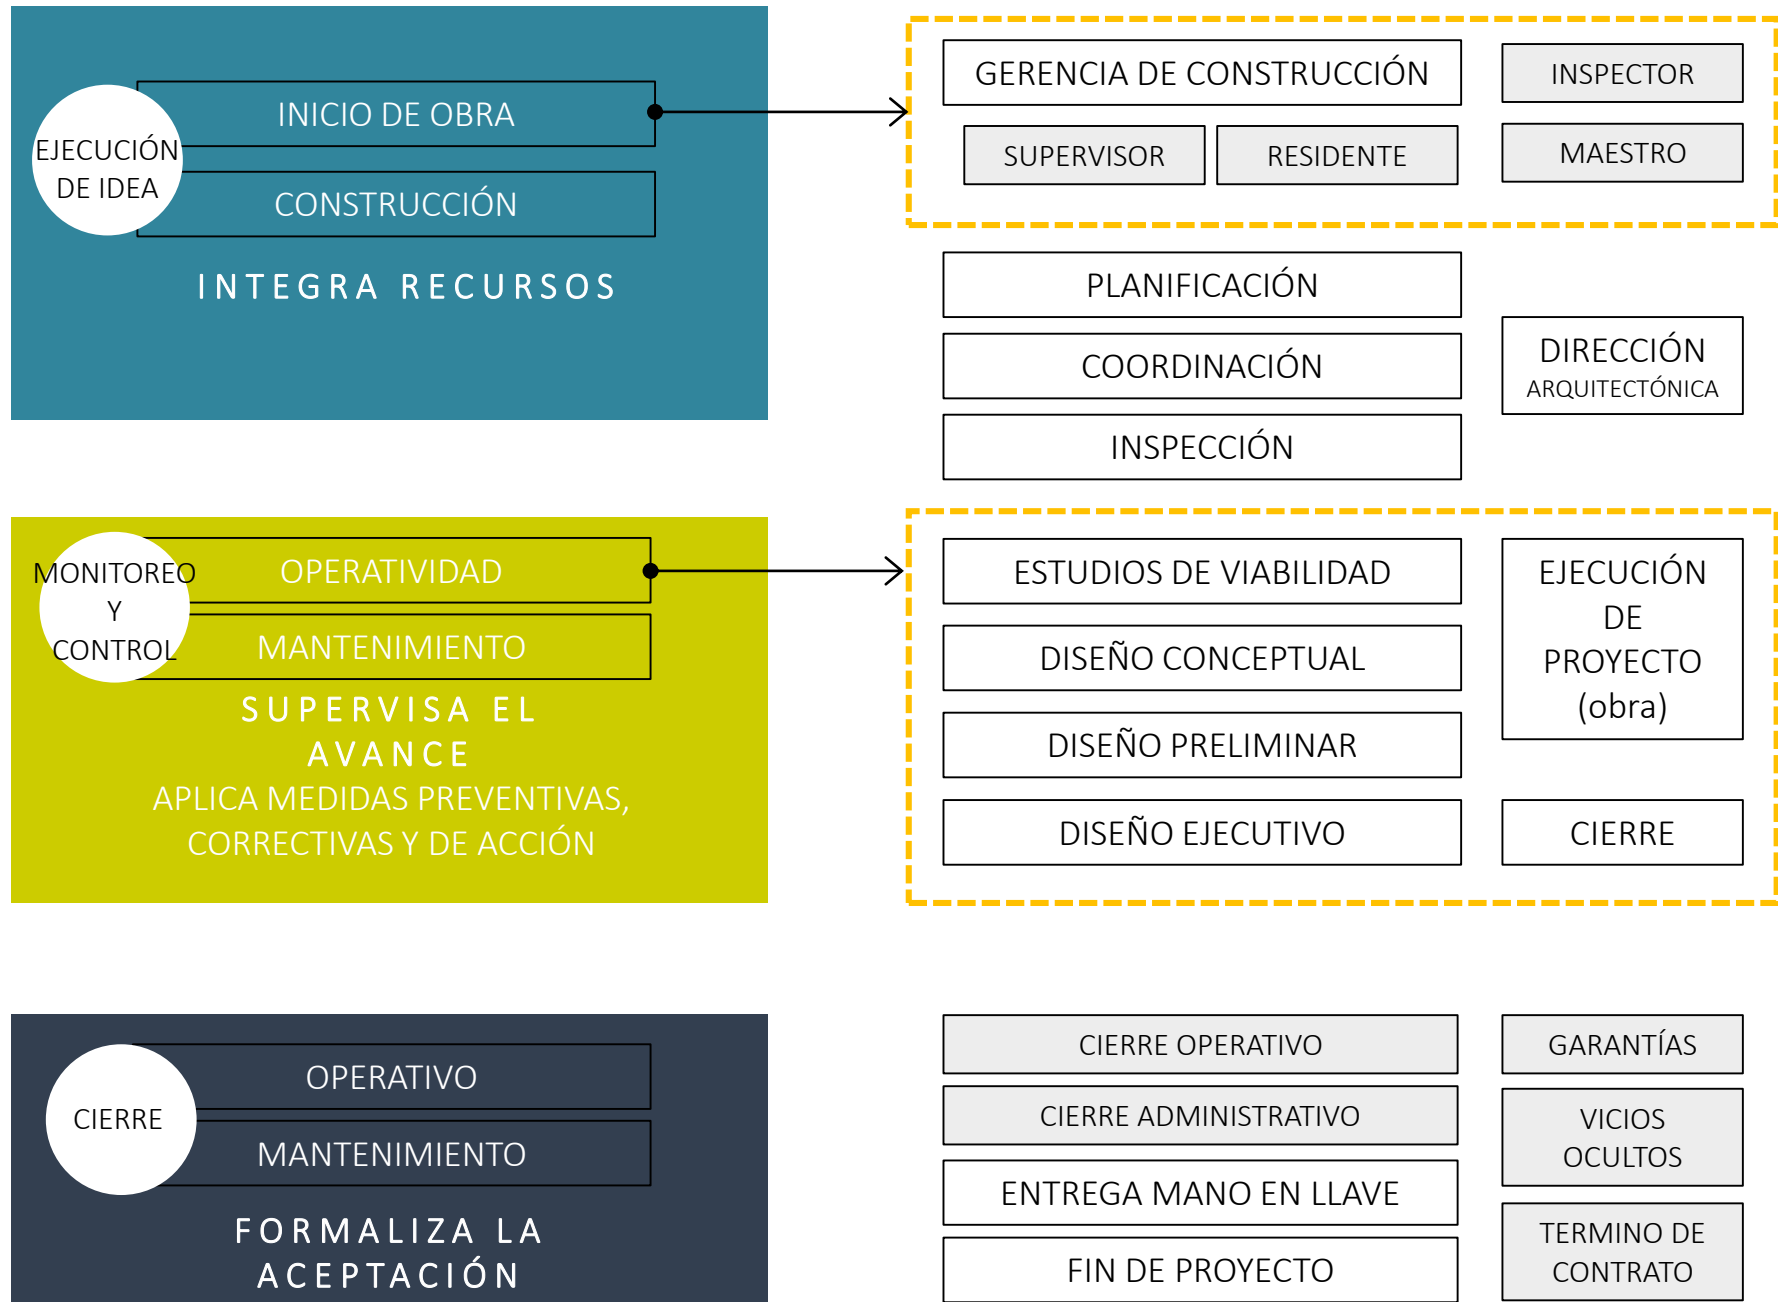 EJECUCIÓN
DE IDEA
INICIO DE OBRA
CONSTRUCCIÓN
INTEGRA RECURSOS
GERENCIA DE CONSTRUCCIÓN
SUPERVISOR
RESIDENTE
INSPECTOR
MAESTRO
PLANIFICACIÓN
COORDINACIÓN
INSPECCIÓN
DIRECCIÓN
ARQUITECTÓNICA
MONITOREO
Y
CONTROL
OPERATIVIDAD
MANTENIMIENTO
SUPERVISA EL
AVANCE
APLICA MEDIDAS PREVENTIVAS,
CORRECTIVAS Y DE ACCIÓN
ESTUDIOS DE VIABILIDAD
DISEÑO CONCEPTUAL
DISEÑO PRELIMINAR
DISEÑO EJECUTIVO
EJECUCIÓN
DE
PROYECTO
(obra)
CIERRE
CIERRE
OPERATIVO
MANTENIMIENTO
FORMALIZA LA
ACEPTACIÓN
CIERRE OPERATIVO
CIERRE ADMINISTRATIVO
ENTREGA MANO EN LLAVE
FIN DE PROYECTO
GARANTÍAS
VICIOS
OCULTOS
TERMINO DE
CONTRATO